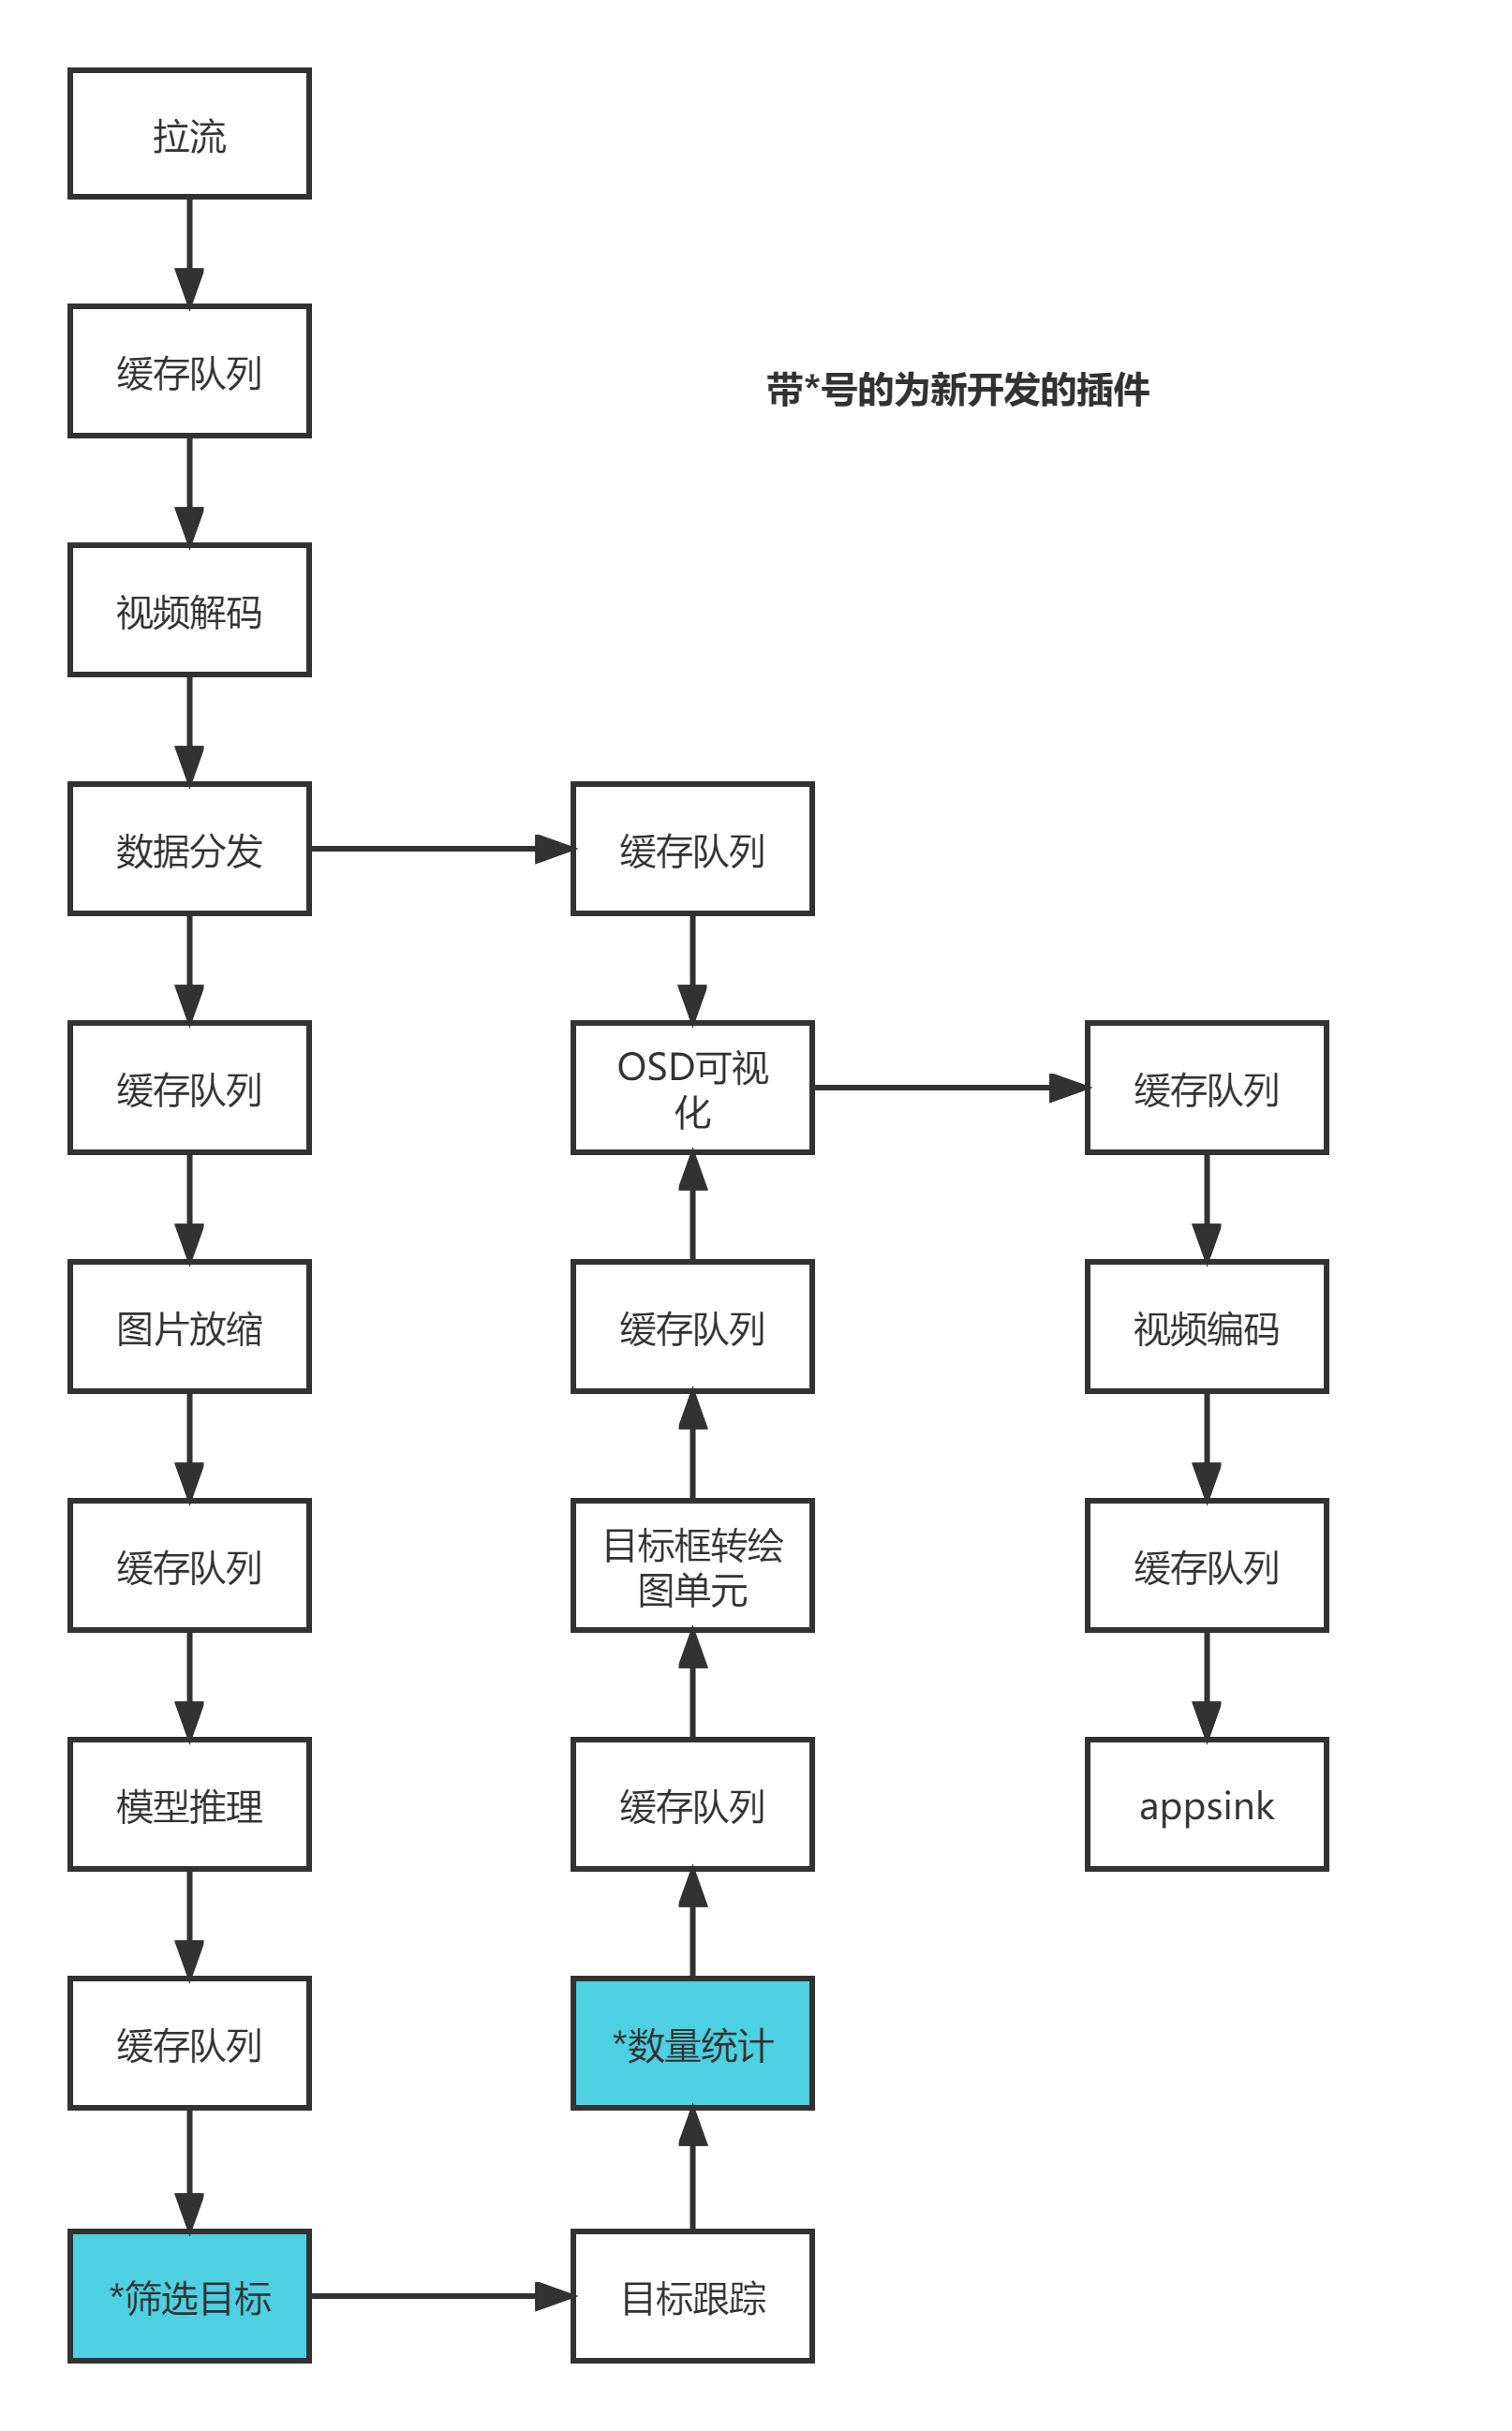 拉流
缓存队列
带*号的为新开发的插件
视频解码
数据分发
缓存队列
缓存队列
OSD可视
化
缓存队列
图片放缩
缓存队列
视频编码
缓存队列
目标框转绘
图单元
缓存队列
模型推理
缓存队列
appsink
缓存队列
*数量统计
*筛选目标
目标跟踪